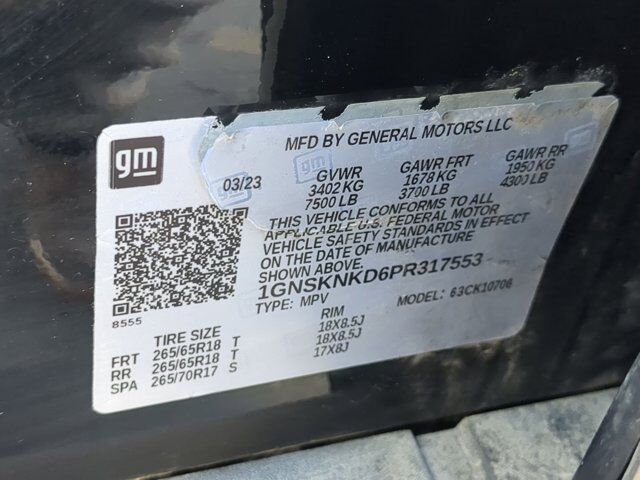 gm
MFD BY GENERAL MOTORS LLC
03/23
GVWR GAWR FRT GAWR RR
3402 KG 1678 KG 1950 KG
7500 LB 3700 LB 4300 LB
THIS VEHICLE CONFORMS TO ALL
APPLICABLE U.S. FEDERAL MOTOR
VEHICLE SAFETY STANDARDS IN EFFECT
ON THE DATE OF MANUFACTURE
SHOWN ABOVE.
1GNSKNKD6PR317553
TYPE: MPV MODEL: 63CK10706
8555
TIRE SIZE RIM
FRT 265/65R18 T 18X8.5J
RR 265/65R18 T 18X8.5J
SPA 265/70R17 S 17X8J